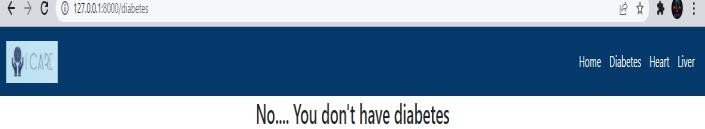 127.0.0.1:8000/diabetes
I CARE
Home Diabetes Heart Liver
No.... You don't have diabetes